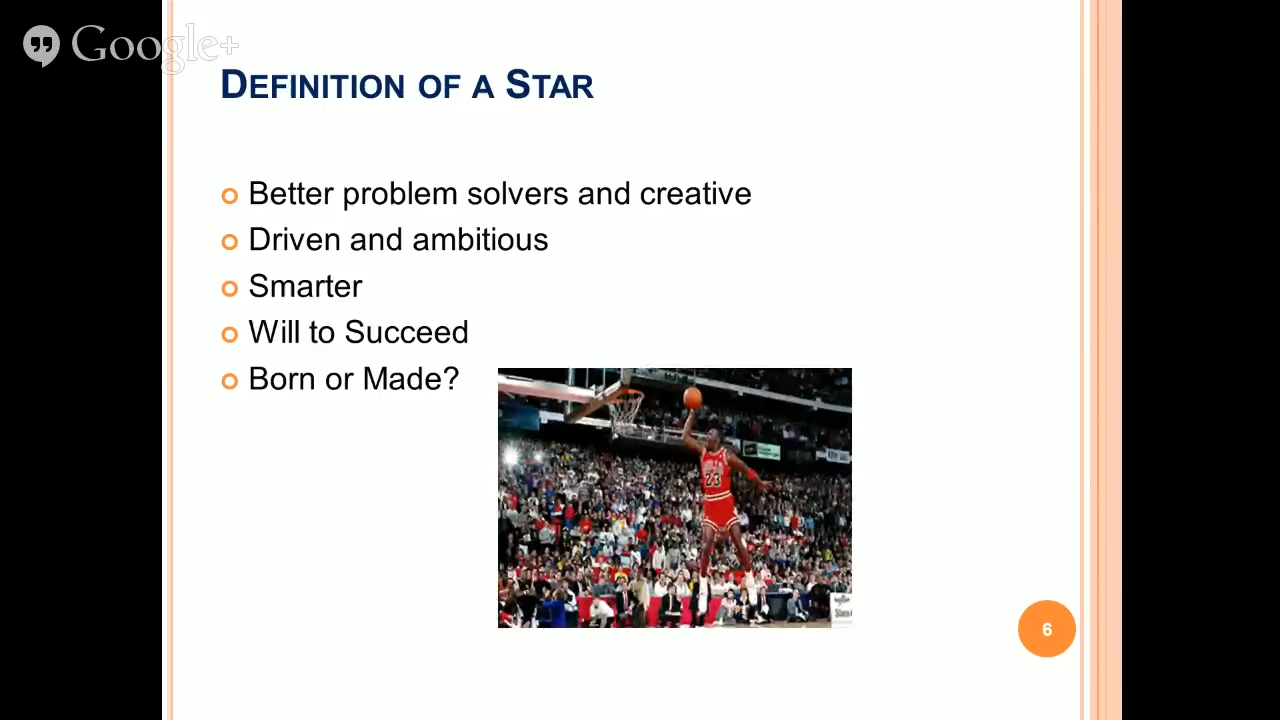 Google+
DEFINITION OF A STAR
Better problem solvers and creative
Driven and ambitious
Smarter
Will to Succeed
Born or Made?
23
6